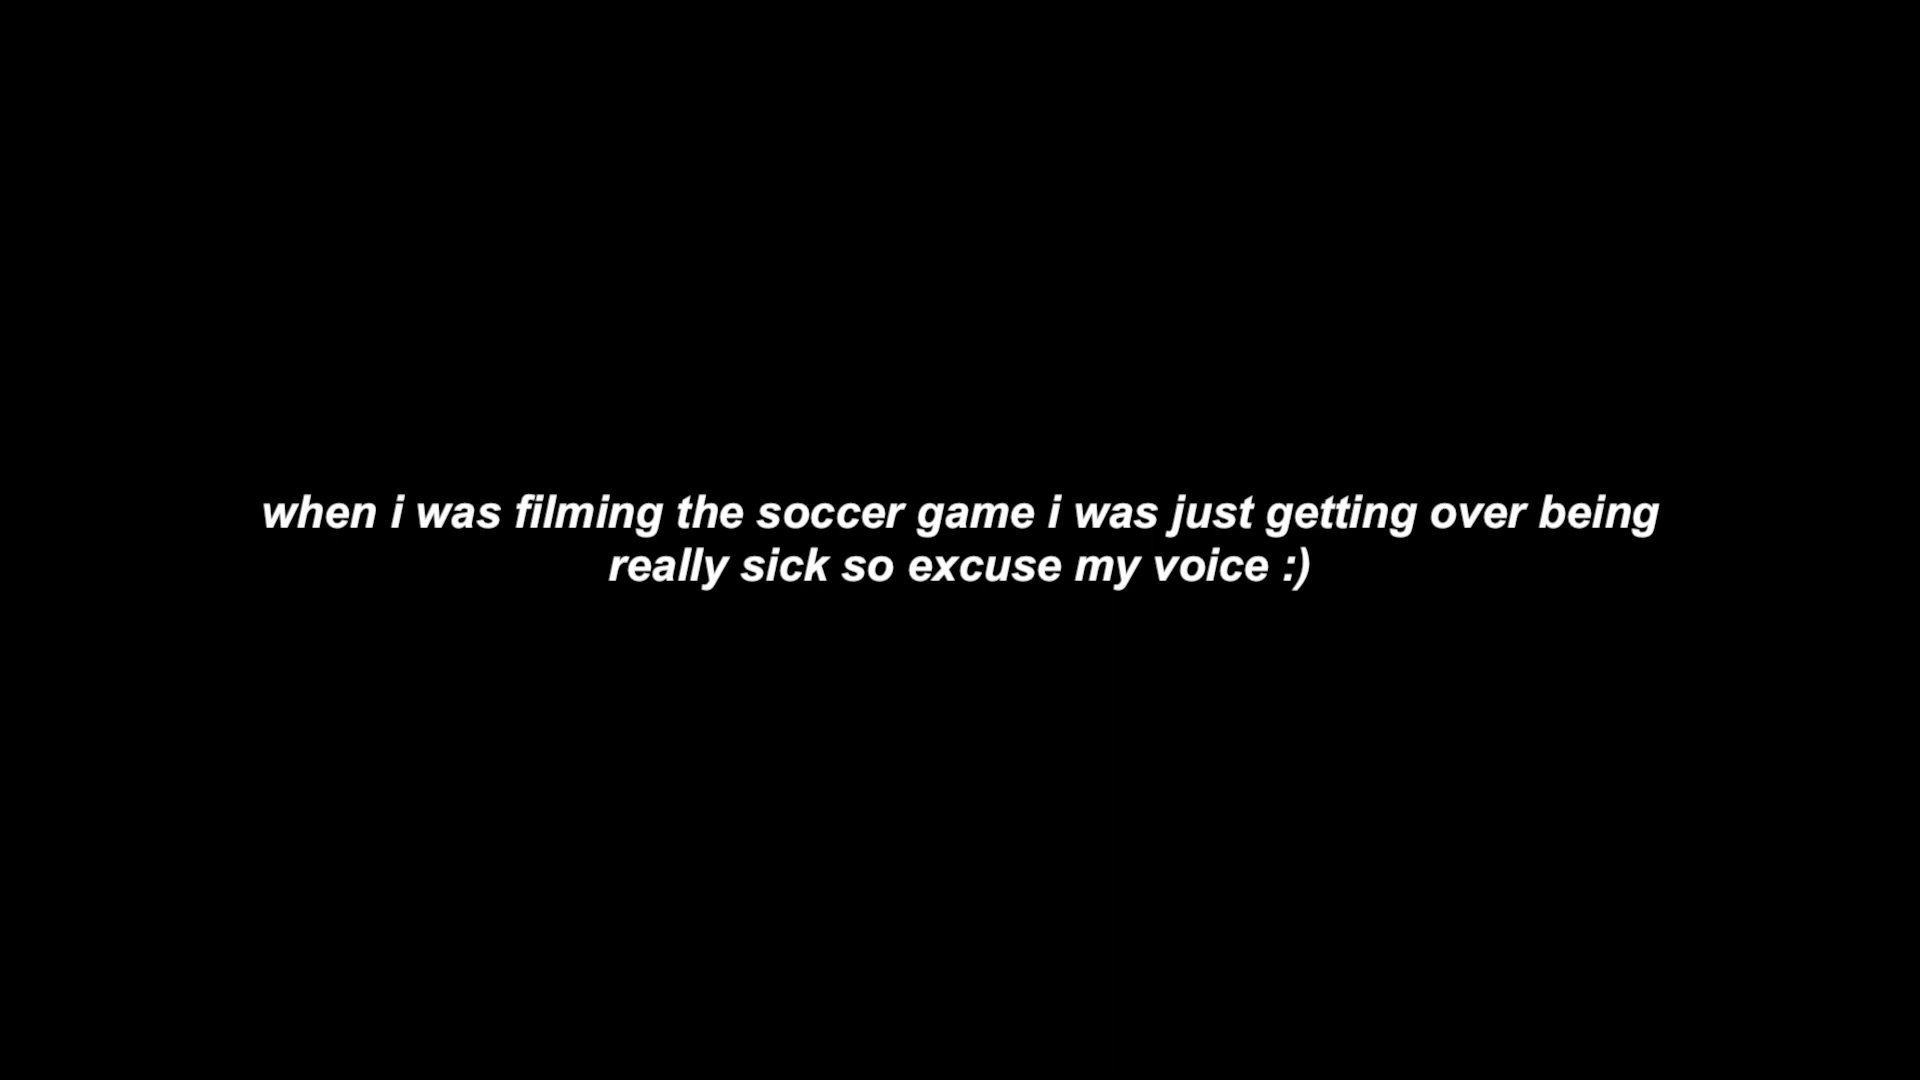 when i was filming the soccer game i was just getting over being
really sick so excuse my voice :)